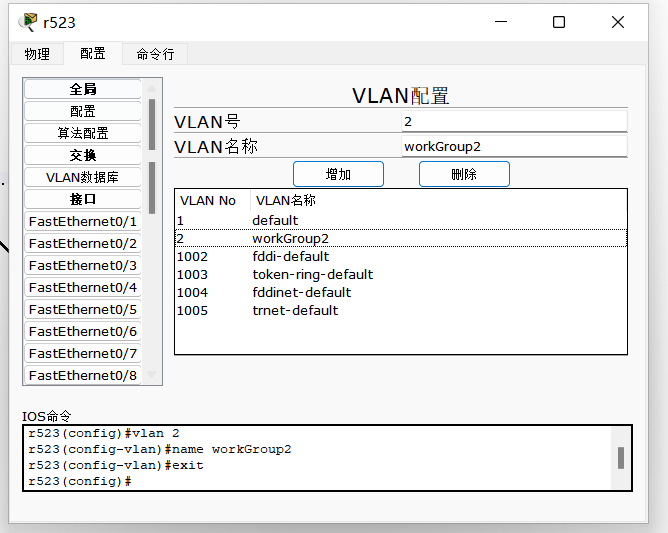 r523
物理 配置 命令行
全局
配置
算法配置
交换
VLAN数据库
接口
FastEthernet0/1
FastEthernet0/2
FastEthernet0/3
FastEthernet0/4
FastEthernet0/5
FastEthernet0/6
FastEthernet0/7
FastEthernet0/8
VLAN配置
VLAN号 2
VLAN名称 workGroup2
增加 删除
VLAN No VLAN名称
1 default
2 workGroup2
1002 fddi-default
1003 token-ring-default
1004 fddinet-default
1005 trnet-default
IOS命令
r523(config)#vlan 2
r523(config-vlan)#name workGroup2
r523(config-vlan)#exit
r523(config)#